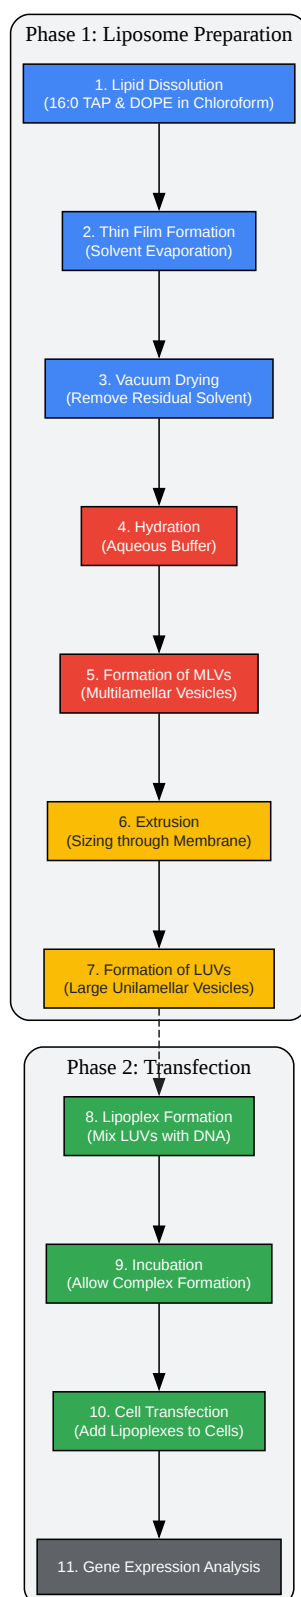 Phase 1: Liposome Preparation
1. Lipid Dissolution
(16:0 TAP & DOPE in Chloroform)
2. Thin Film Formation
(Solvent Evaporation)
3. Vacuum Drying
(Remove Residual Solvent)
4. Hydration
(Aqueous Buffer)
5. Formation of MLVs
(Multilamellar Vesicles)
6. Extrusion
(Sizing through Membrane)
7. Formation of LUVs
(Large Unilamellar Vesicles)
Phase 2: Transfection
8. Lipoplex Formation
(Mix LUVs with DNA)
9. Incubation
(Allow Complex Formation)
10. Cell Transfection
(Add Lipoplexes to Cells)
11. Gene Expression Analysis